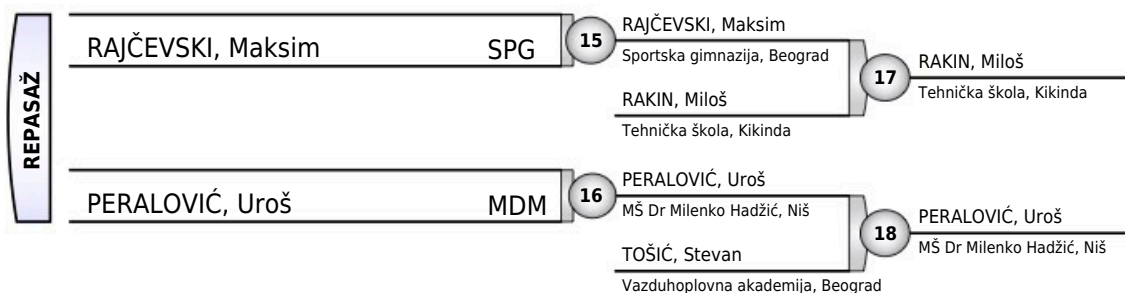 REPASAŽ
RAJČEVSKI, Maksim SPG
15
RAJČEVSKI, Maksim
Sportska gimnazija, Beograd
RAKIN, Miloš
Tehnička škola, Kikinda
17
RAKIN, Miloš
Tehnička škola, Kikinda
PERALOVIĆ, Uroš MDM
16
PERALOVIĆ, Uroš
MŠ Dr Milenko Hadžić, Niš
TOŠIĆ, Stevan
Vazduhoplovna akademija, Beograd
18
PERALOVIĆ, Uroš
MŠ Dr Milenko Hadžić, Niš